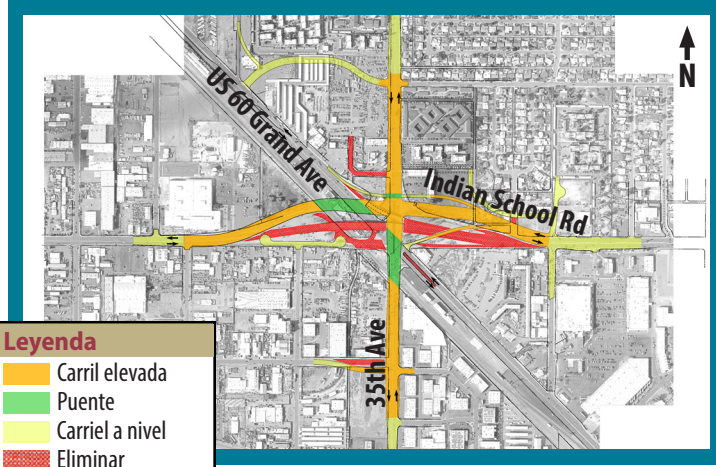 N
US 60 Grand Ave
Indian School Rd
35th Ave
Leyenda
Carril elevada
Puente
Carriel a nivel
Eliminar